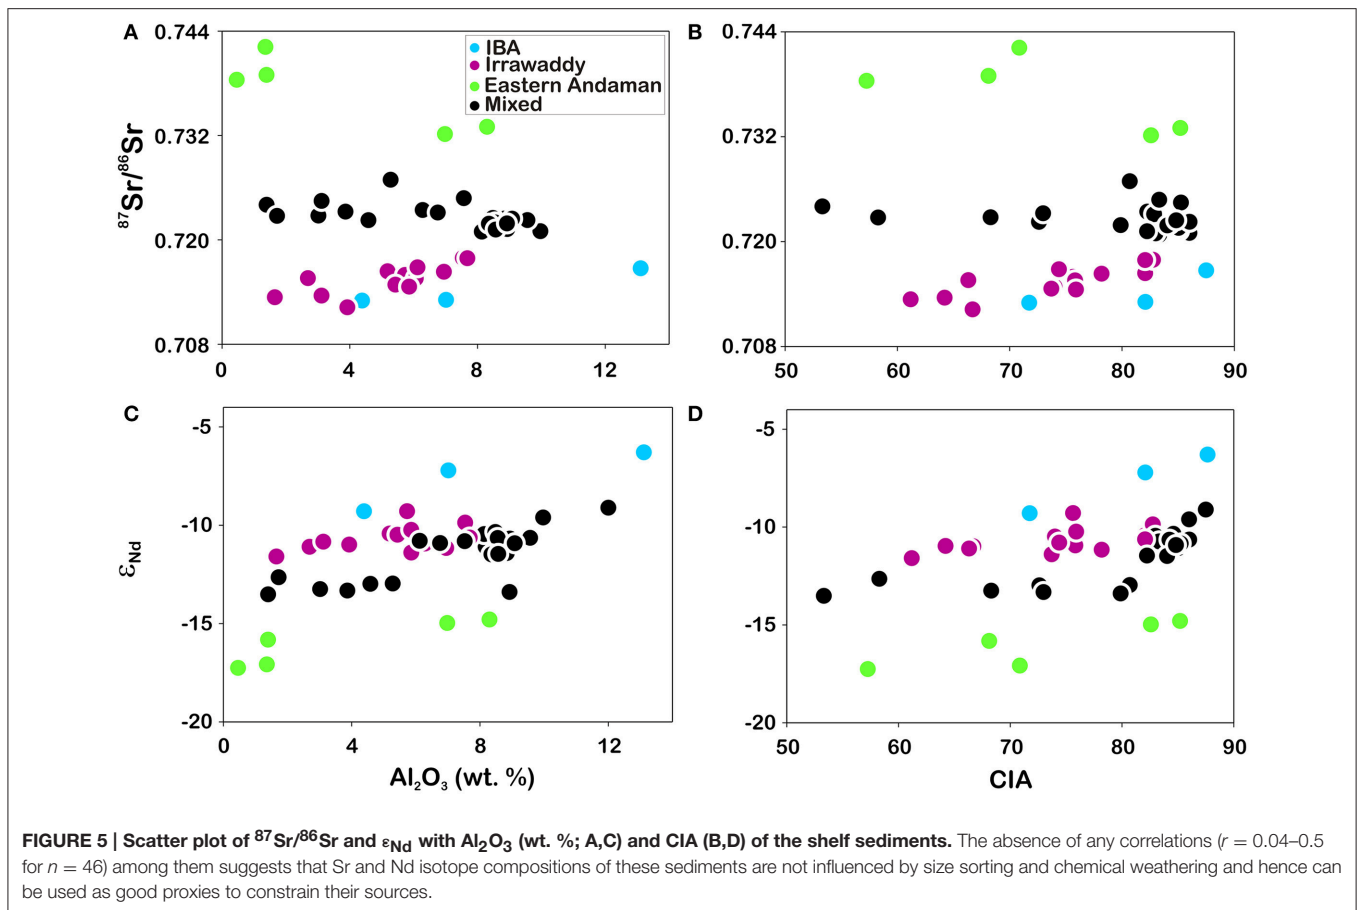 A
B
0.744
0.732
0.720
0.708
⁸⁷Sr/⁸⁶Sr
IBA
Irrawaddy
Eastern Andaman
Mixed
0 4 8 12
0.744
0.732
0.720
0.708
50 60 70 80 90
C
D
-5
-10
-15
-20
εNd
0 4 8 12
Al₂O₃ (wt. %)
-5
-10
-15
-20
50 60 70 80 90
CIA
FIGURE 5 | Scatter plot of ⁸⁷Sr/⁸⁶Sr and εNd with Al₂O₃ (wt. %; A,C) and CIA (B,D) of the shelf sediments. The absence of any correlations (r = 0.04–0.5
for n = 46) among them suggests that Sr and Nd isotope compositions of these sediments are not influenced by size sorting and chemical weathering and hence can
be used as good proxies to constrain their sources.